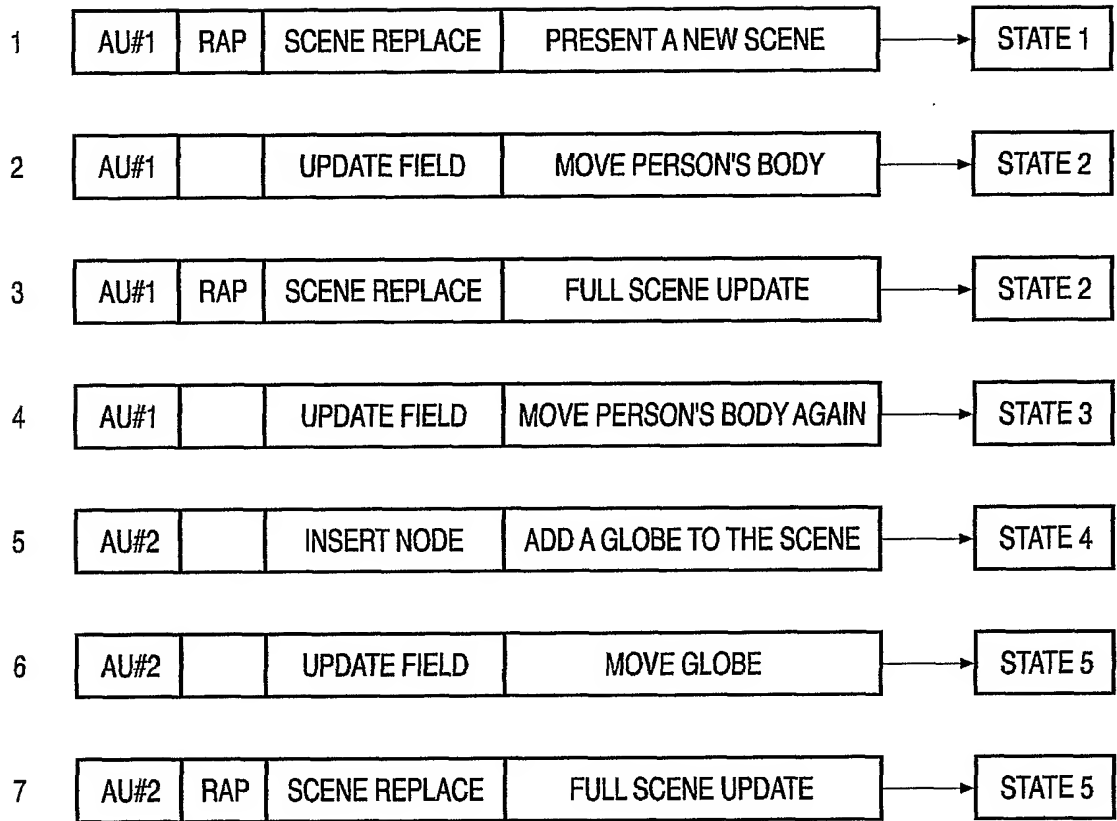 1 AU#1 RAP SCENE REPLACE PRESENT A NEW SCENE STATE 1
2 AU#1 UPDATE FIELD MOVE PERSON'S BODY STATE 2
3 AU#1 RAP SCENE REPLACE FULL SCENE UPDATE STATE 2
4 AU#1 UPDATE FIELD MOVE PERSON'S BODY AGAIN STATE 3
5 AU#2 INSERT NODE ADD A GLOBE TO THE SCENE STATE 4
6 AU#2 UPDATE FIELD MOVE GLOBE STATE 5
7 AU#2 RAP SCENE REPLACE FULL SCENE UPDATE STATE 5